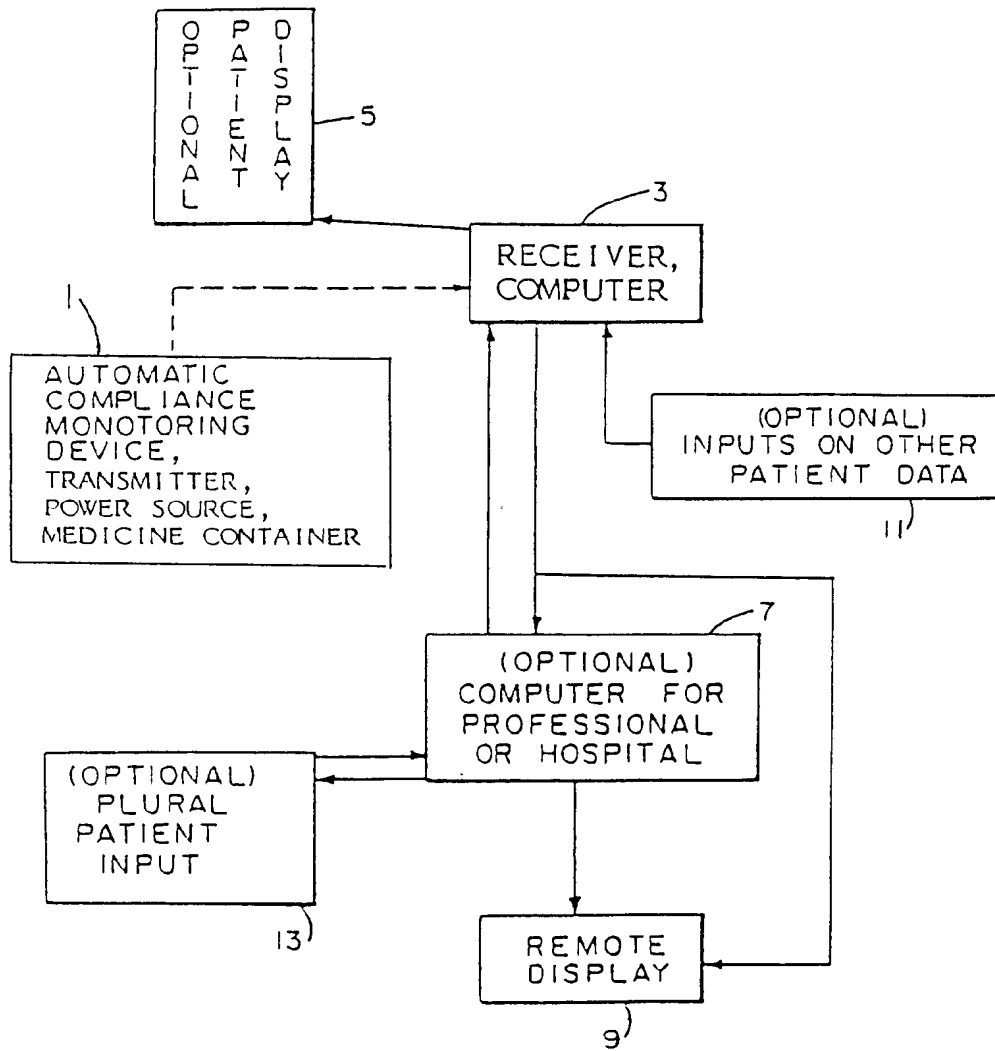 OPTIONAL
PATIENT
DISPLAY
5
3
RECEIVER,
COMPUTER
1
AUTOMATIC
COMPLIANCE
MONOTORING
DEVICE,
TRANSMITTER,
POWER SOURCE,
MEDICINE CONTAINER
(OPTIONAL)
INPUTS ON OTHER
PATIENT DATA
11
7
(OPTIONAL)
COMPUTER FOR
PROFESSIONAL
OR HOSPITAL
(OPTIONAL)
PLURAL
PATIENT
INPUT
13
REMOTE
DISPLAY
9